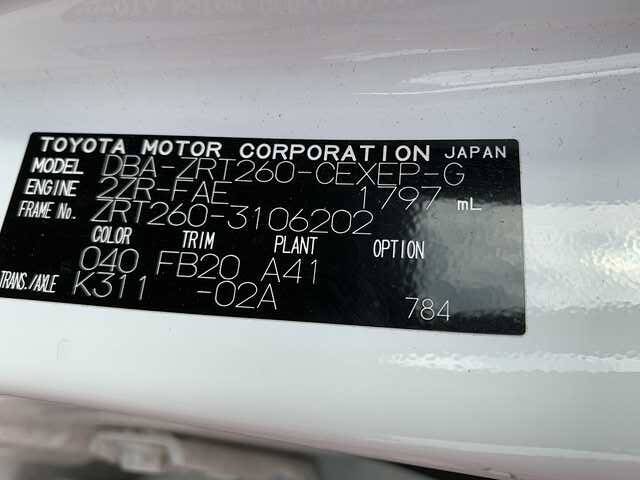 TOYOTA MOTOR CORPORATION JAPAN
MODEL DBA-ZRT260-CEXEP-G
ENGINE 2ZR-FAE 1797 mL
FRAME No. ZRT260-3106202
COLOR TRIM PLANT OPTION
040 FB20 A41
TRANS./AXLE K311 -02A 784